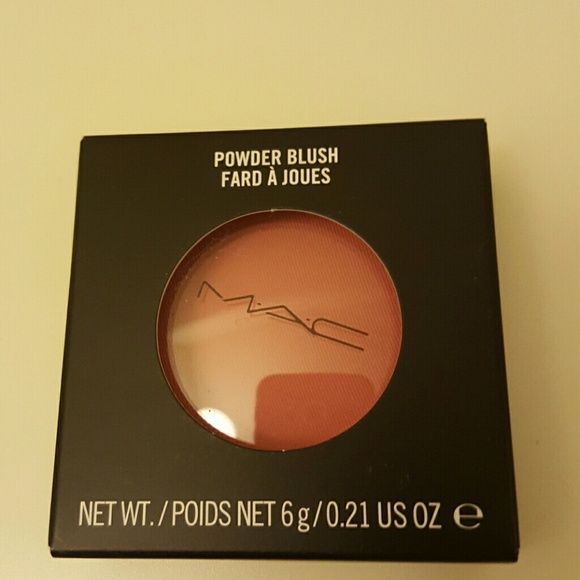 POWDER BLUSH
FARD À JOUES
M·A·C
NET WT./POIDS NET 6 g/0.21 US OZ ℮